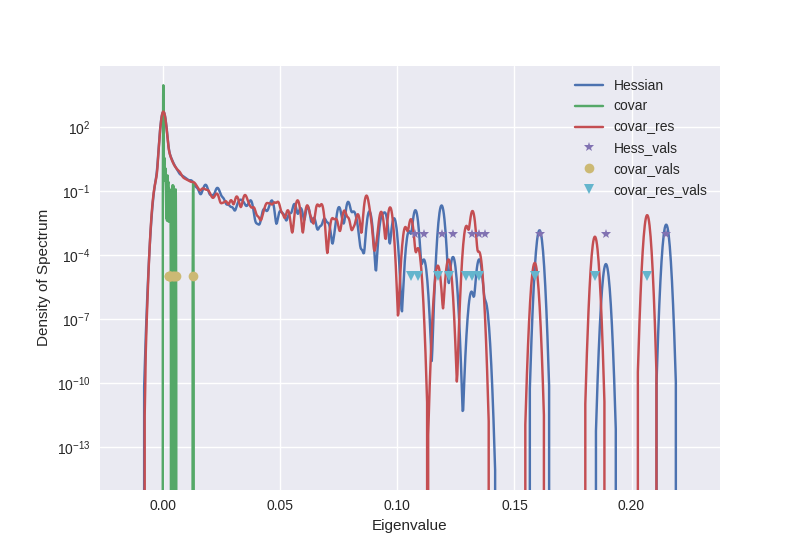 Hessian
covar
covar_res
Hess_vals
covar_vals
covar_res_vals
10^2
10^-1
10^-4
10^-7
10^-10
10^-13
Density of Spectrum
0.00 0.05 0.10 0.15 0.20
Eigenvalue